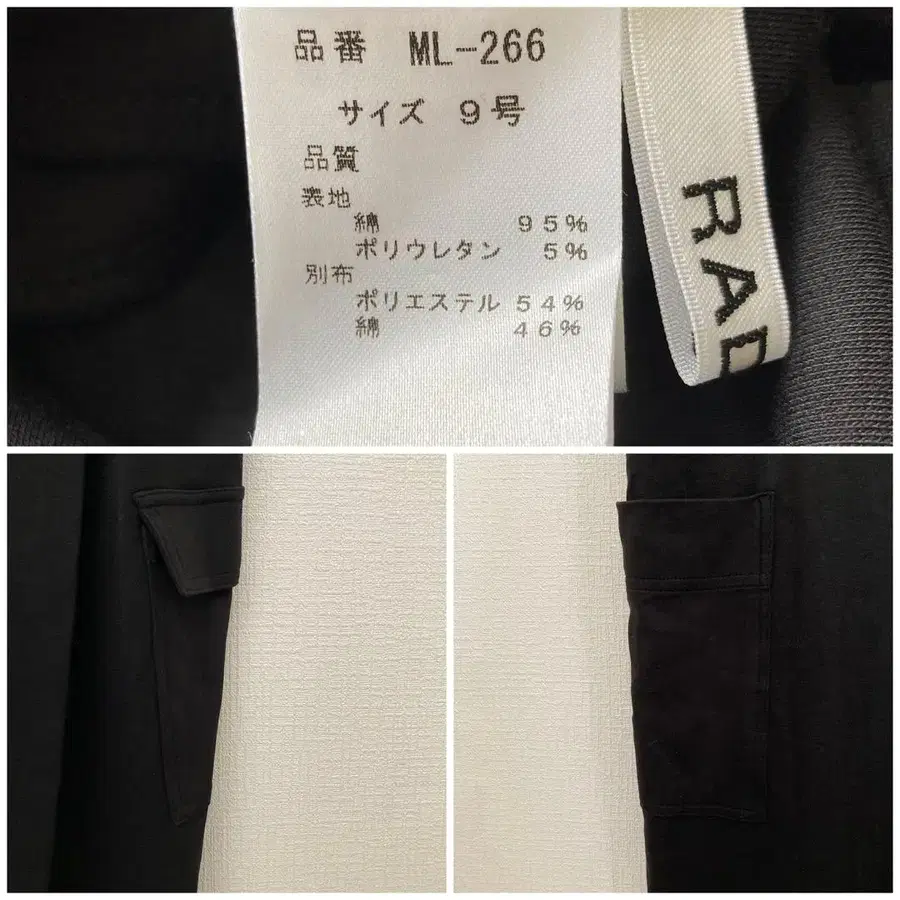 品番 ML-266
サイズ 9号
品質
表地
綿 95%
ポリウレタン 5%
別布
ポリエステル 54%
綿 46%